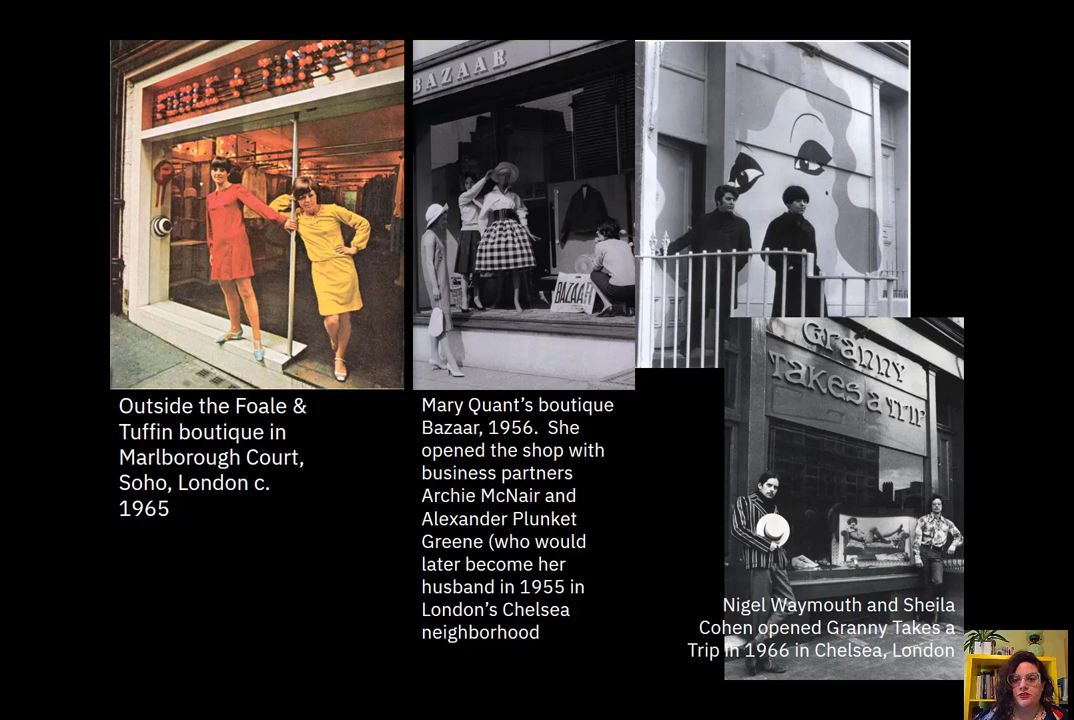 BAZAAR
BAZAAR
GRANNY
TAKES a TRIP
Outside the Foale &
Tuffin boutique in
Marlborough Court,
Soho, London c.
1965
Mary Quant’s boutique
Bazaar, 1956.  She
opened the shop with
business partners
Archie McNair and
Alexander Plunket
Greene (who would
later become her
husband in 1955 in
London’s Chelsea
neighborhood
Nigel Waymouth and Sheila
Cohen opened Granny Takes a
Trip in 1966 in Chelsea, London